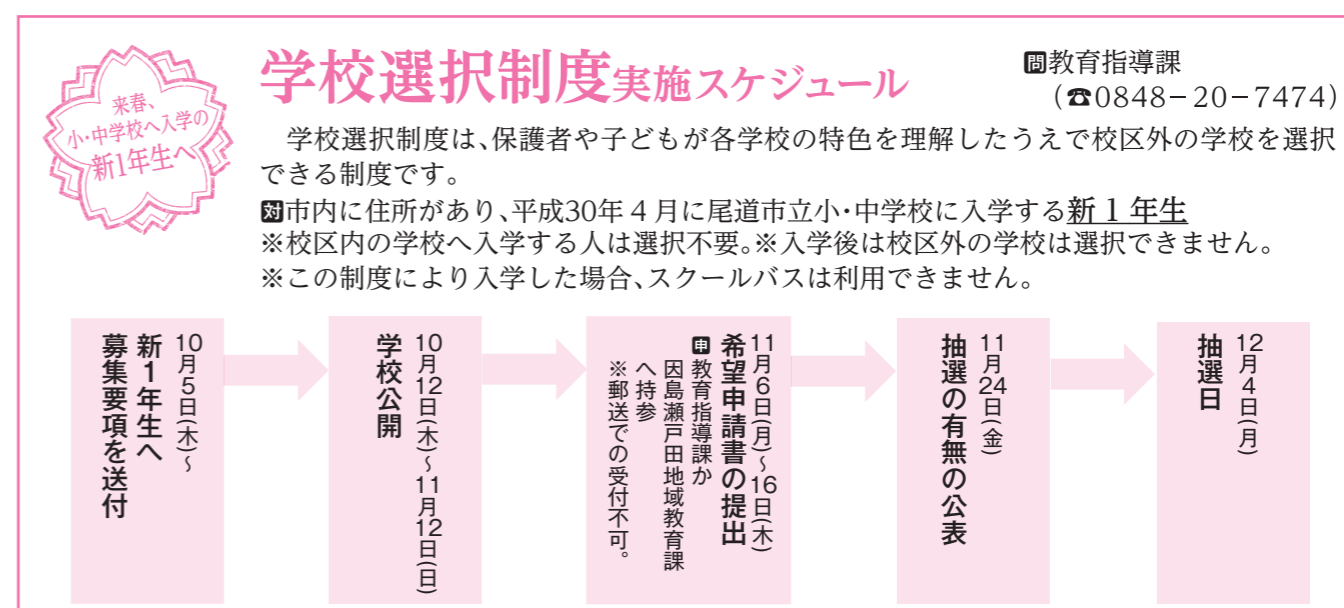 来春、
小・中学校へ入学の
新1年生へ
学校選択制度実施スケジュール
問教育指導課
(☎0848−20−7474)
学校選択制度は、保護者や子どもが各学校の特色を理解したうえで校区外の学校を選択
できる制度です。
対市内に住所があり、平成30年4月に尾道市立小・中学校に入学する新1年生
※校区内の学校へ入学する人は選択不要。※入学後は校区外の学校は選択できません。
※この制度により入学した場合、スクールバスは利用できません。
10月5日(木)〜
新1年生へ
募集要項を送付
10月12日(木)〜11月12日(日)
学校公開
11月6日(月)〜16日(木)
希望申請書の提出
申教育指導課か
因島瀬戸田地域教育課
へ持参
※郵送での受付不可。
11月24日(金)
抽選の有無の公表
12月4日(月)
抽選日